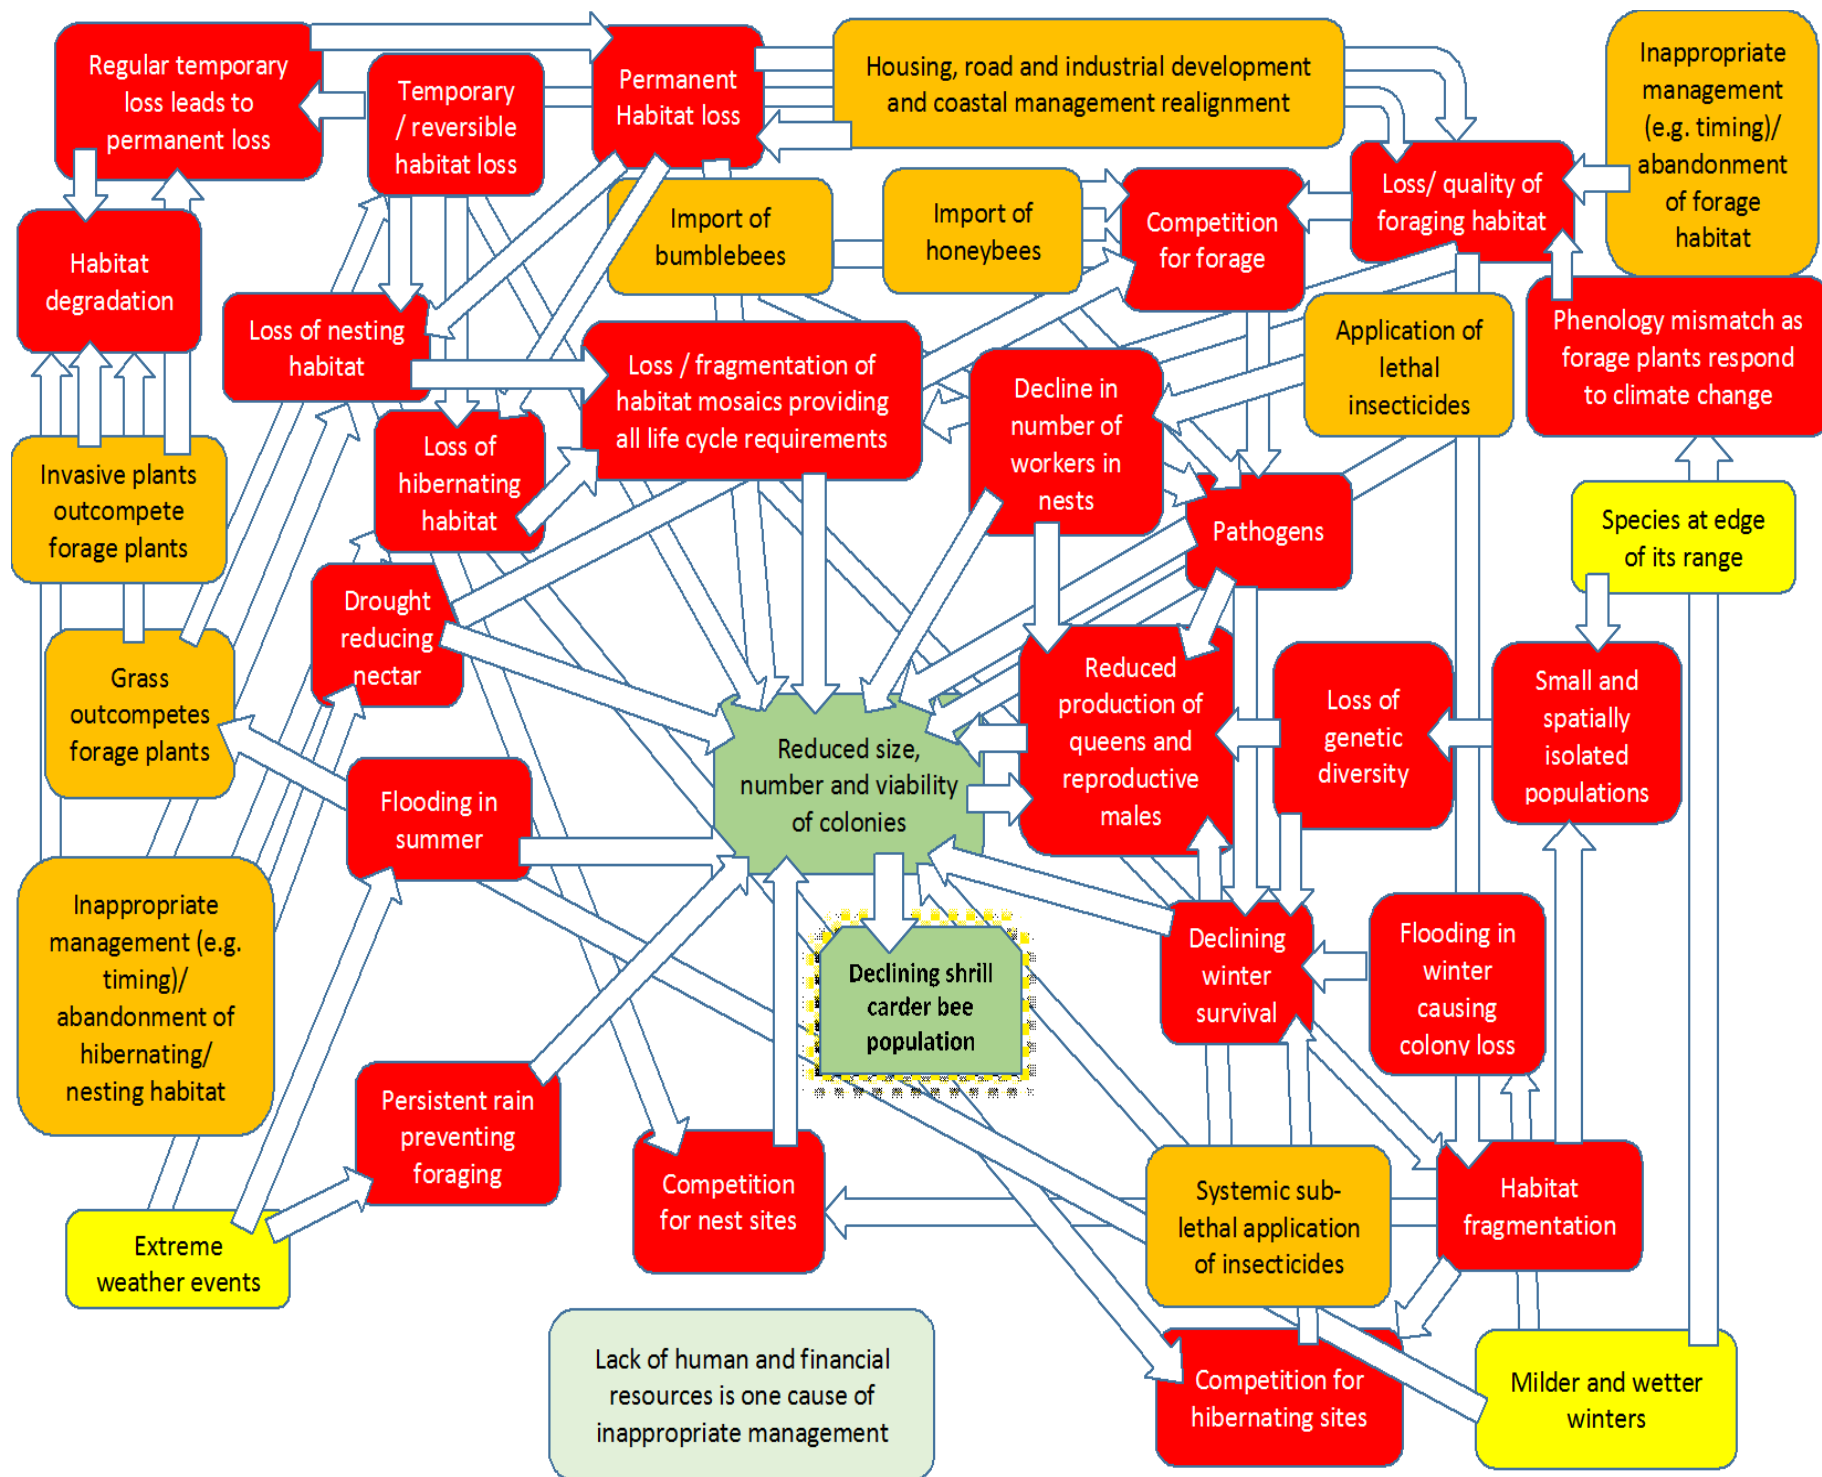 Regular temporary
loss leads to
permanent loss
Temporary
/ reversible
habitat loss
Permanent
Habitat loss
Housing, road and industrial development
and coastal management realignment
Inappropriate
management
(e.g. timing)/
abandonment
of forage
habitat
Habitat
degradation
Import of
bumblebees
Import of
honeybees
Competition
for forage
Loss/ quality of
foraging habitat
Loss of nesting
habitat
Loss / fragmentation of
habitat mosaics providing
all life cycle requirements
Decline in
number of
workers in
nests
Application of
lethal
insecticides
Phenology mismatch as
forage plants respond
to climate change
Invasive plants
outcompete
forage plants
Loss of
hibernating
habitat
Pathogens
Species at edge
of its range
Drought
reducing
nectar
Grass
outcompetes
forage plants
Reduced size,
number and viability
of colonies
Reduced
production of
queens and
reproductive
males
Loss of
genetic
diversity
Small and
spatially
isolated
populations
Flooding in
summer
Inappropriate
management (e.g.
timing)/
abandonment of
hibernating/
nesting habitat
Declining shrill
carder bee
population
Declining
winter
survival
Flooding in
winter
causing
colony loss
Persistent rain
preventing
foraging
Competition
for nest sites
Systemic sub-
lethal application
of insecticides
Habitat
fragmentation
Extreme
weather events
Lack of human and financial
resources is one cause of
inappropriate management
Competition for
hibernating sites
Milder and wetter
winters